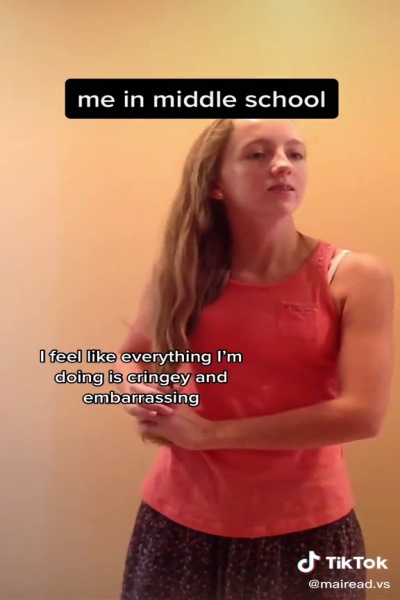 me in middle school
I feel like everything I'm
doing is cringey and
embarrassing
TikTok
@mairead.vs